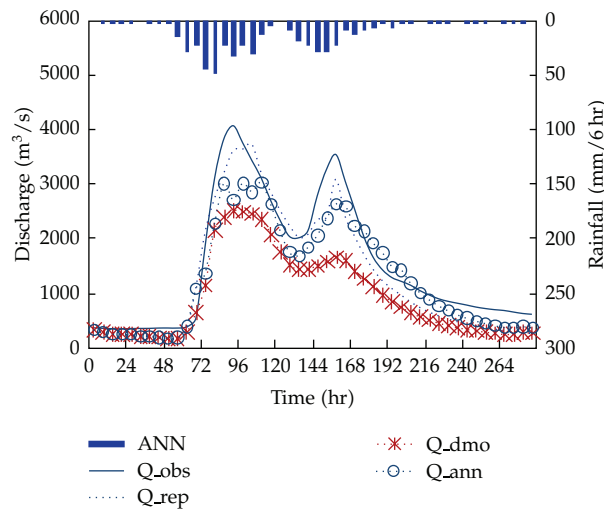 6000
5000
4000
3000
2000
1000
0
Discharge (m³/s)
0
50
100
150
200
250
300
Rainfall (mm/6 hr)
0 24 48 72 96 120 144 168 192 216 240 264
Time (hr)
ANN
Q_obs
Q_rep
Q_dmo
Q_ann